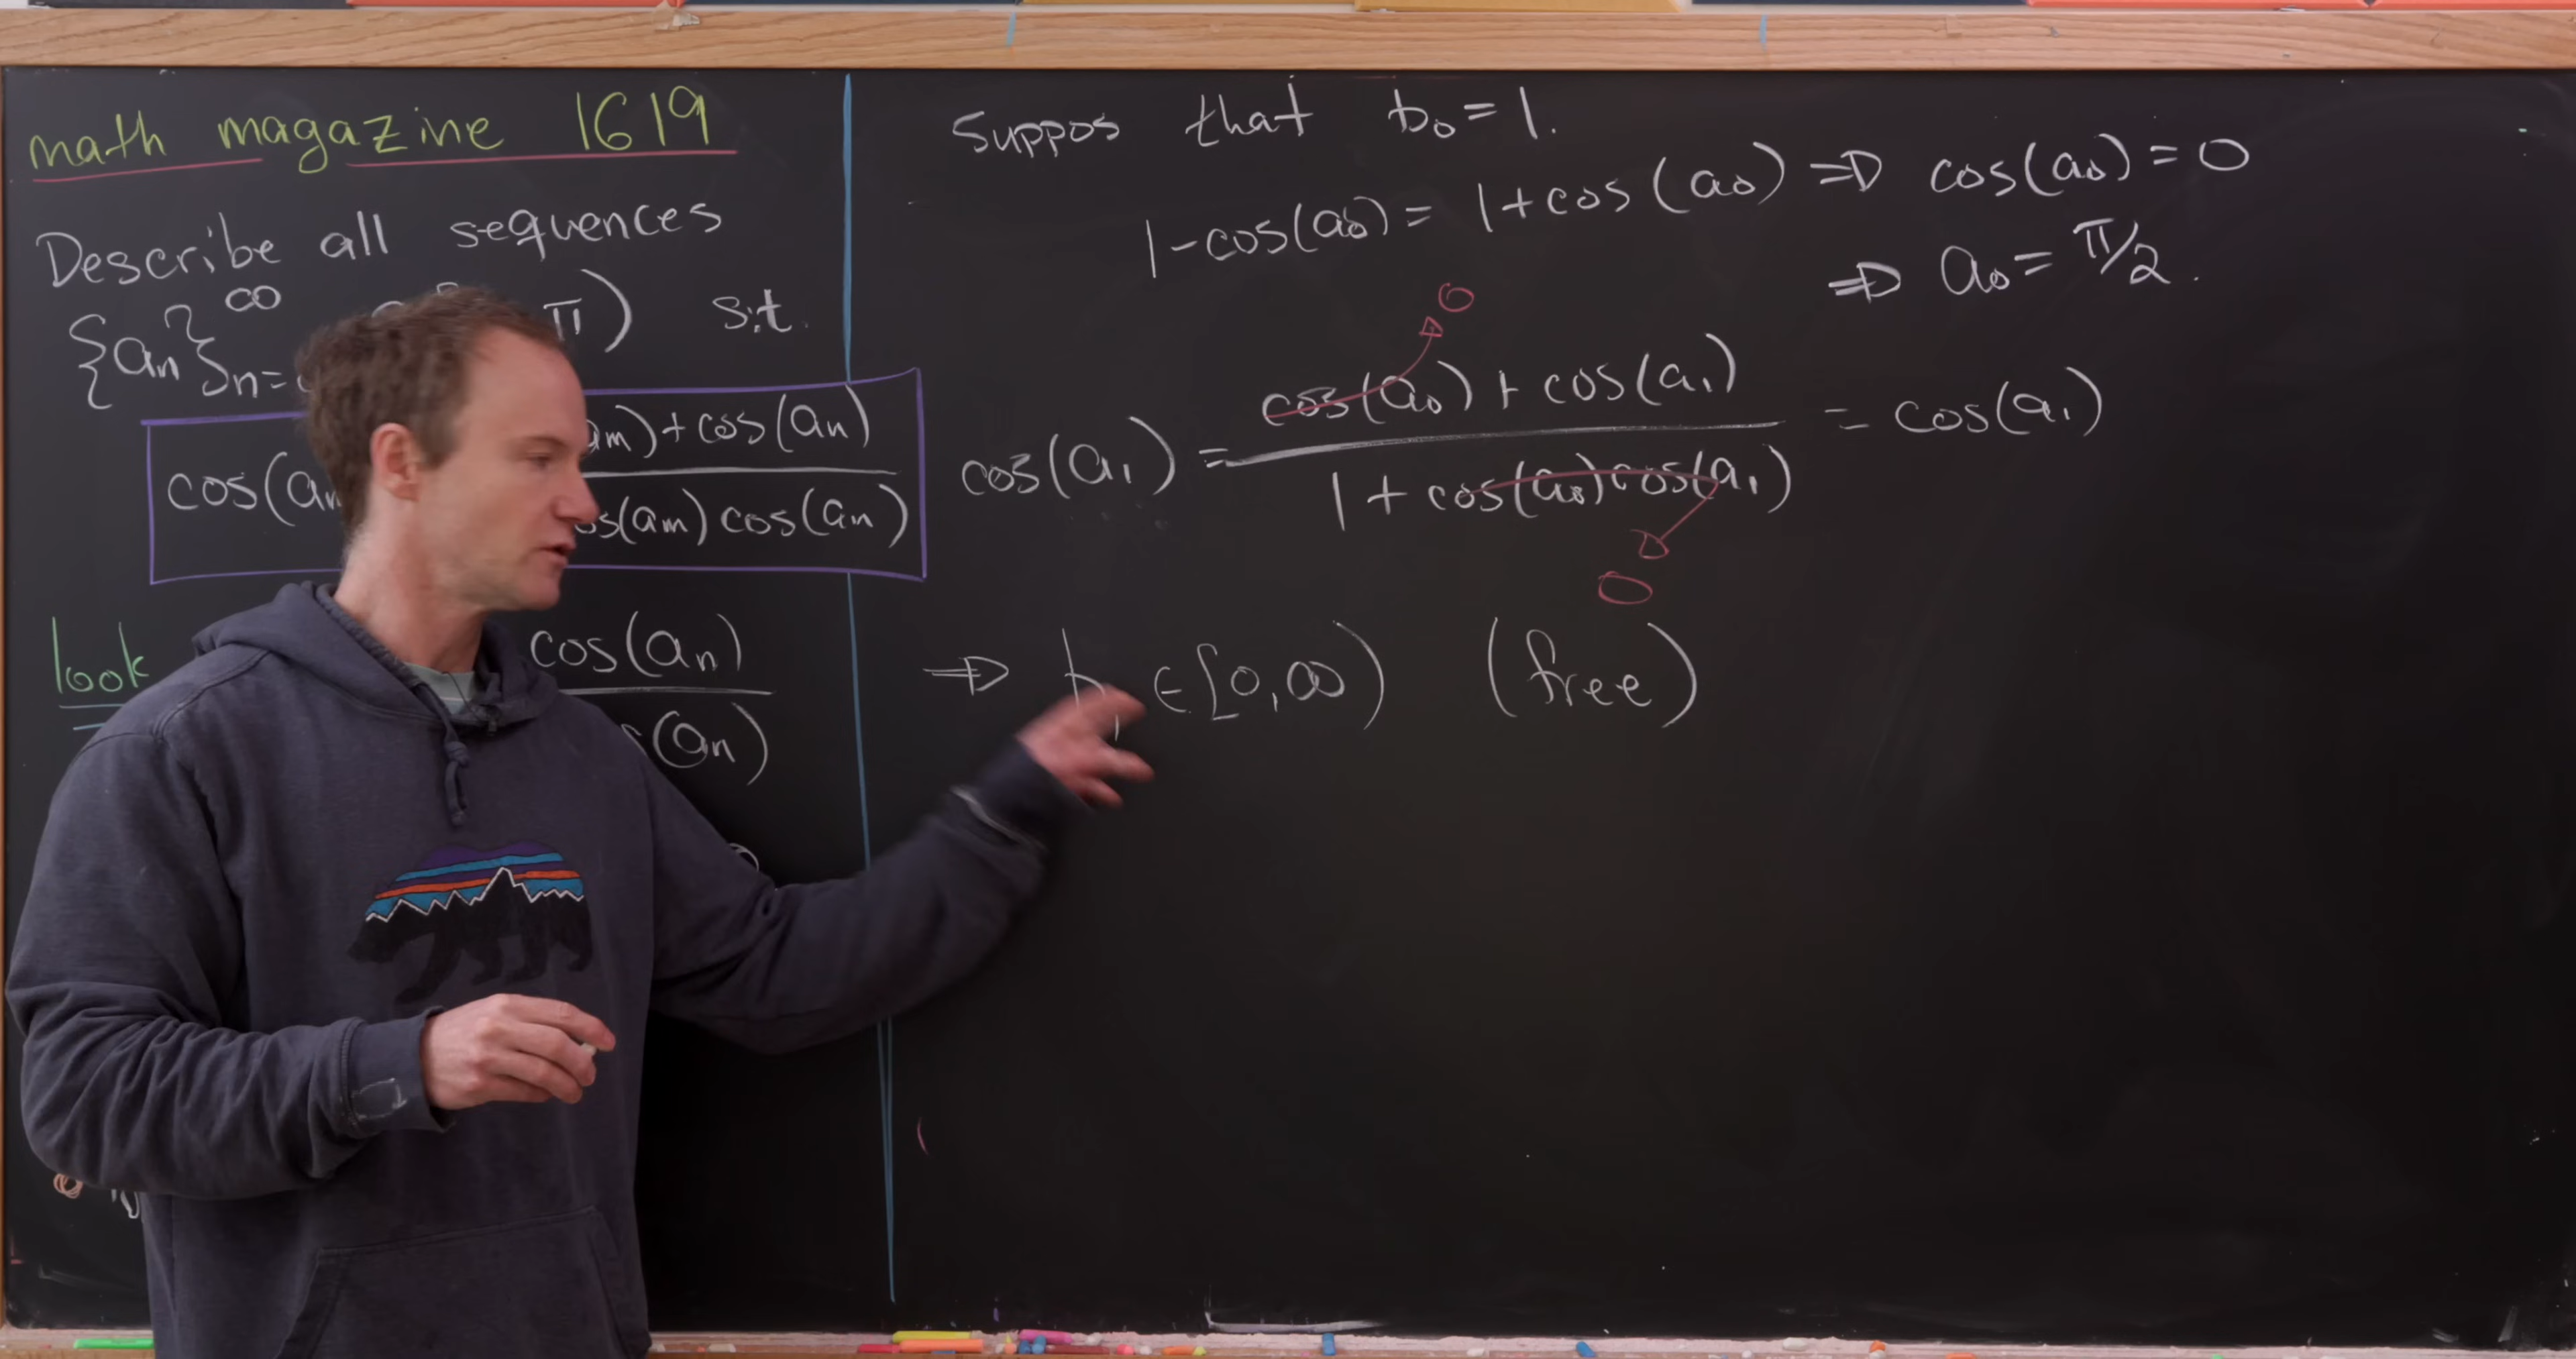 math magazine 1619
Describe all sequences
{an}∞n= π) s.t.
cos(a am)+cos(an)
os(am)cos(an)
look cos(an)
(an)
Suppos that b0=1.
1-cos(a0)= 1+cos(a0) ⇒ cos(a0)=0
⇒ a0=π/2.
0
cos(a1)= cos(a0)+cos(a1) = cos(a1)
1+cos(a0)cos(a1)
0
⇒ b1 ∈[0,∞) (free)